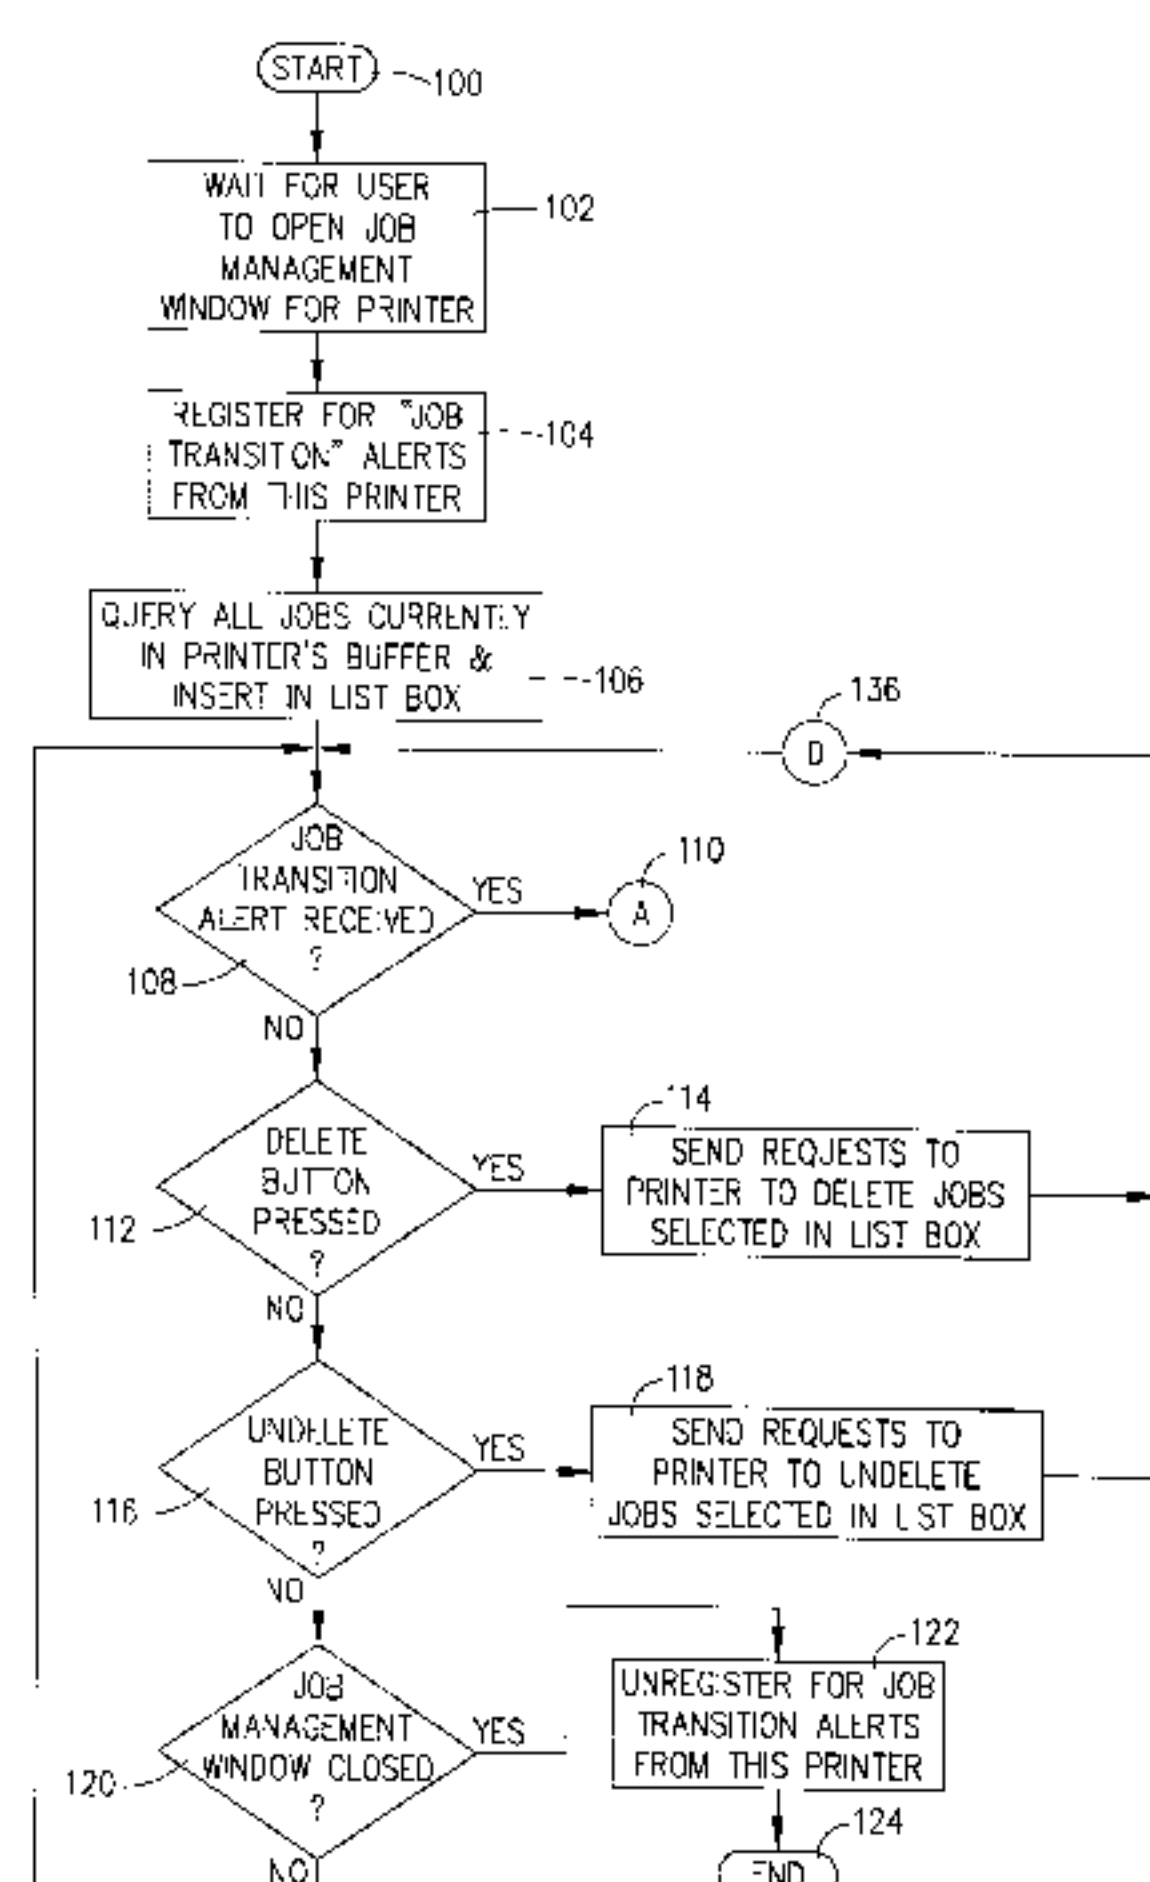 START
100
WAIT FOR USER
TO OPEN JOB
MANAGEMENT
WINDOW FOR PRINTER
102
REGISTER FOR "JOB
TRANSITION" ALERTS
FROM THIS PRINTER
104
QUERY ALL JOBS CURRENTLY
IN PRINTER'S BUFFER &
INSERT IN LIST BOX
106
136
D
JOB
TRANSITION
ALERT RECEIVED
?
108
YES
110
A
NO
DELETE
BUTTON
PRESSED
?
112
YES
114
SEND REQUESTS TO
PRINTER TO DELETE JOBS
SELECTED IN LIST BOX
NO
UNDELETE
BUTTON
PRESSED
?
116
YES
118
SEND REQUESTS TO
PRINTER TO UNDELETE
JOBS SELECTED IN LIST BOX
NO
JOB
MANAGEMENT
WINDOW CLOSED
?
120
YES
122
UNREGISTER FOR JOB
TRANSITION ALERTS
FROM THIS PRINTER
124
END
NO